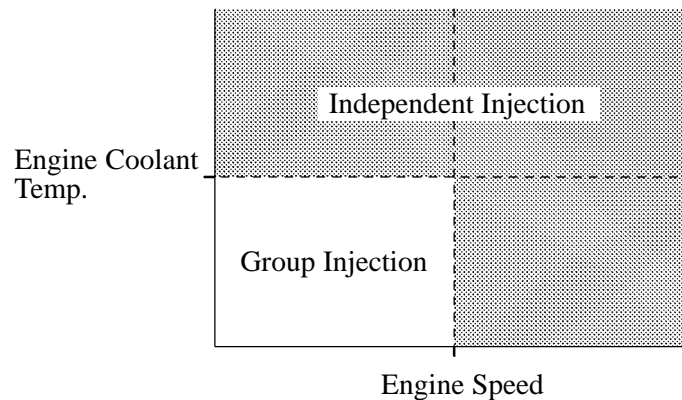 Independent Injection
Engine Coolant
Temp.
Group Injection
Engine Speed